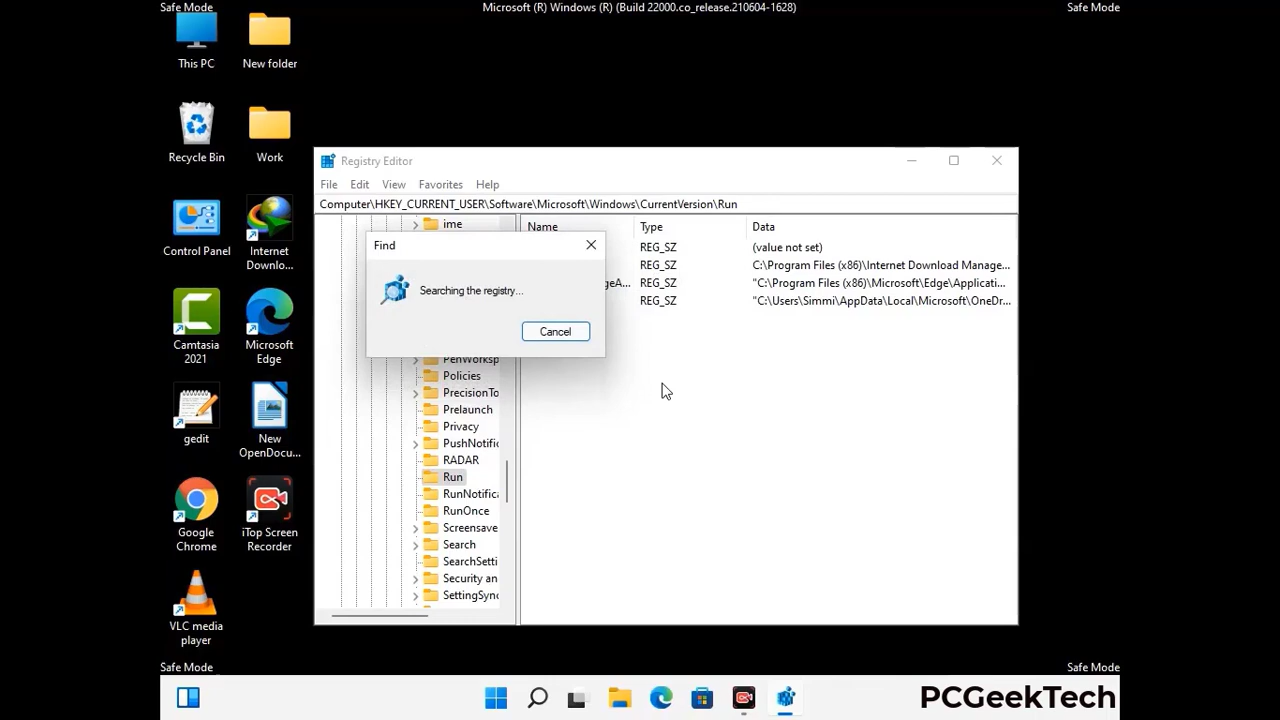 Safe Mode
Microsoft (R) Windows (R) (Build 22000.co_release.210604-1628)
Safe Mode
This PC
New folder
Recycle Bin
Work
Control Panel
Internet
Downlo...
Camtasia
2021
Microsoft
Edge
gedit
New
OpenDocu...
Google
Chrome
iTop Screen
Recorder
VLC media
player
Registry Editor
File Edit View Favorites Help
Computer\HKEY_CURRENT_USER\Software\Microsoft\Windows\CurrentVersion\Run
ime
Find
Searching the registry...
Cancel
PenWorksp
Policies
PrecisionTo
Prelaunch
Privacy
PushNotific
RADAR
Run
RunNotifica
RunOnce
Screensave
Search
SearchSetti
Security an
SettingSync
Name Type Data
REG_SZ (value not set)
REG_SZ C:\Program Files (x86)\Internet Download Manage...
geA... REG_SZ "C:\Program Files (x86)\Microsoft\Edge\Applicati...
REG_SZ "C:\Users\Simmi\AppData\Local\Microsoft\OneDr...
Safe Mode
Safe Mode
PCGeekTech